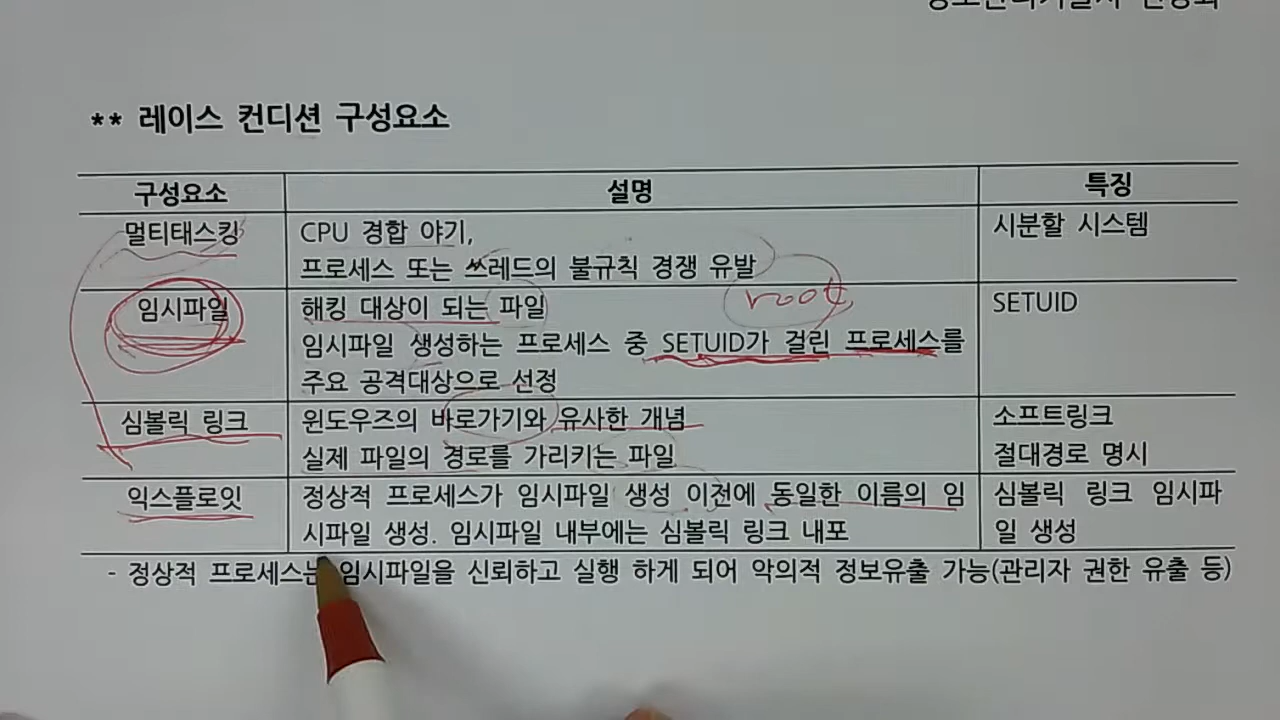 ** 레이스 컨디션 구성요소
구성요소 설명 특징
멀티태스킹 CPU 경합 야기, 시분할 시스템
프로세스 또는 쓰레드의 불규칙 경쟁 유발
임시파일 해킹 대상이 되는 파일 root SETUID
임시파일 생성하는 프로세스 중 SETUID가 걸린 프로세스를
주요 공격대상으로 선정
심볼릭 링크 윈도우즈의 바로가기와 유사한 개념 소프트링크
실제 파일의 경로를 가리키는 파일 절대경로 명시
익스플로잇 정상적 프로세스가 임시파일 생성 이전에 동일한 이름의 임 심볼릭 링크 임시파
시파일 생성. 임시파일 내부에는 심볼릭 링크 내포 일 생성
- 정상적 프로세스는 임시파일을 신뢰하고 실행 하게 되어 악의적 정보유출 가능(관리자 권한 유출 등)